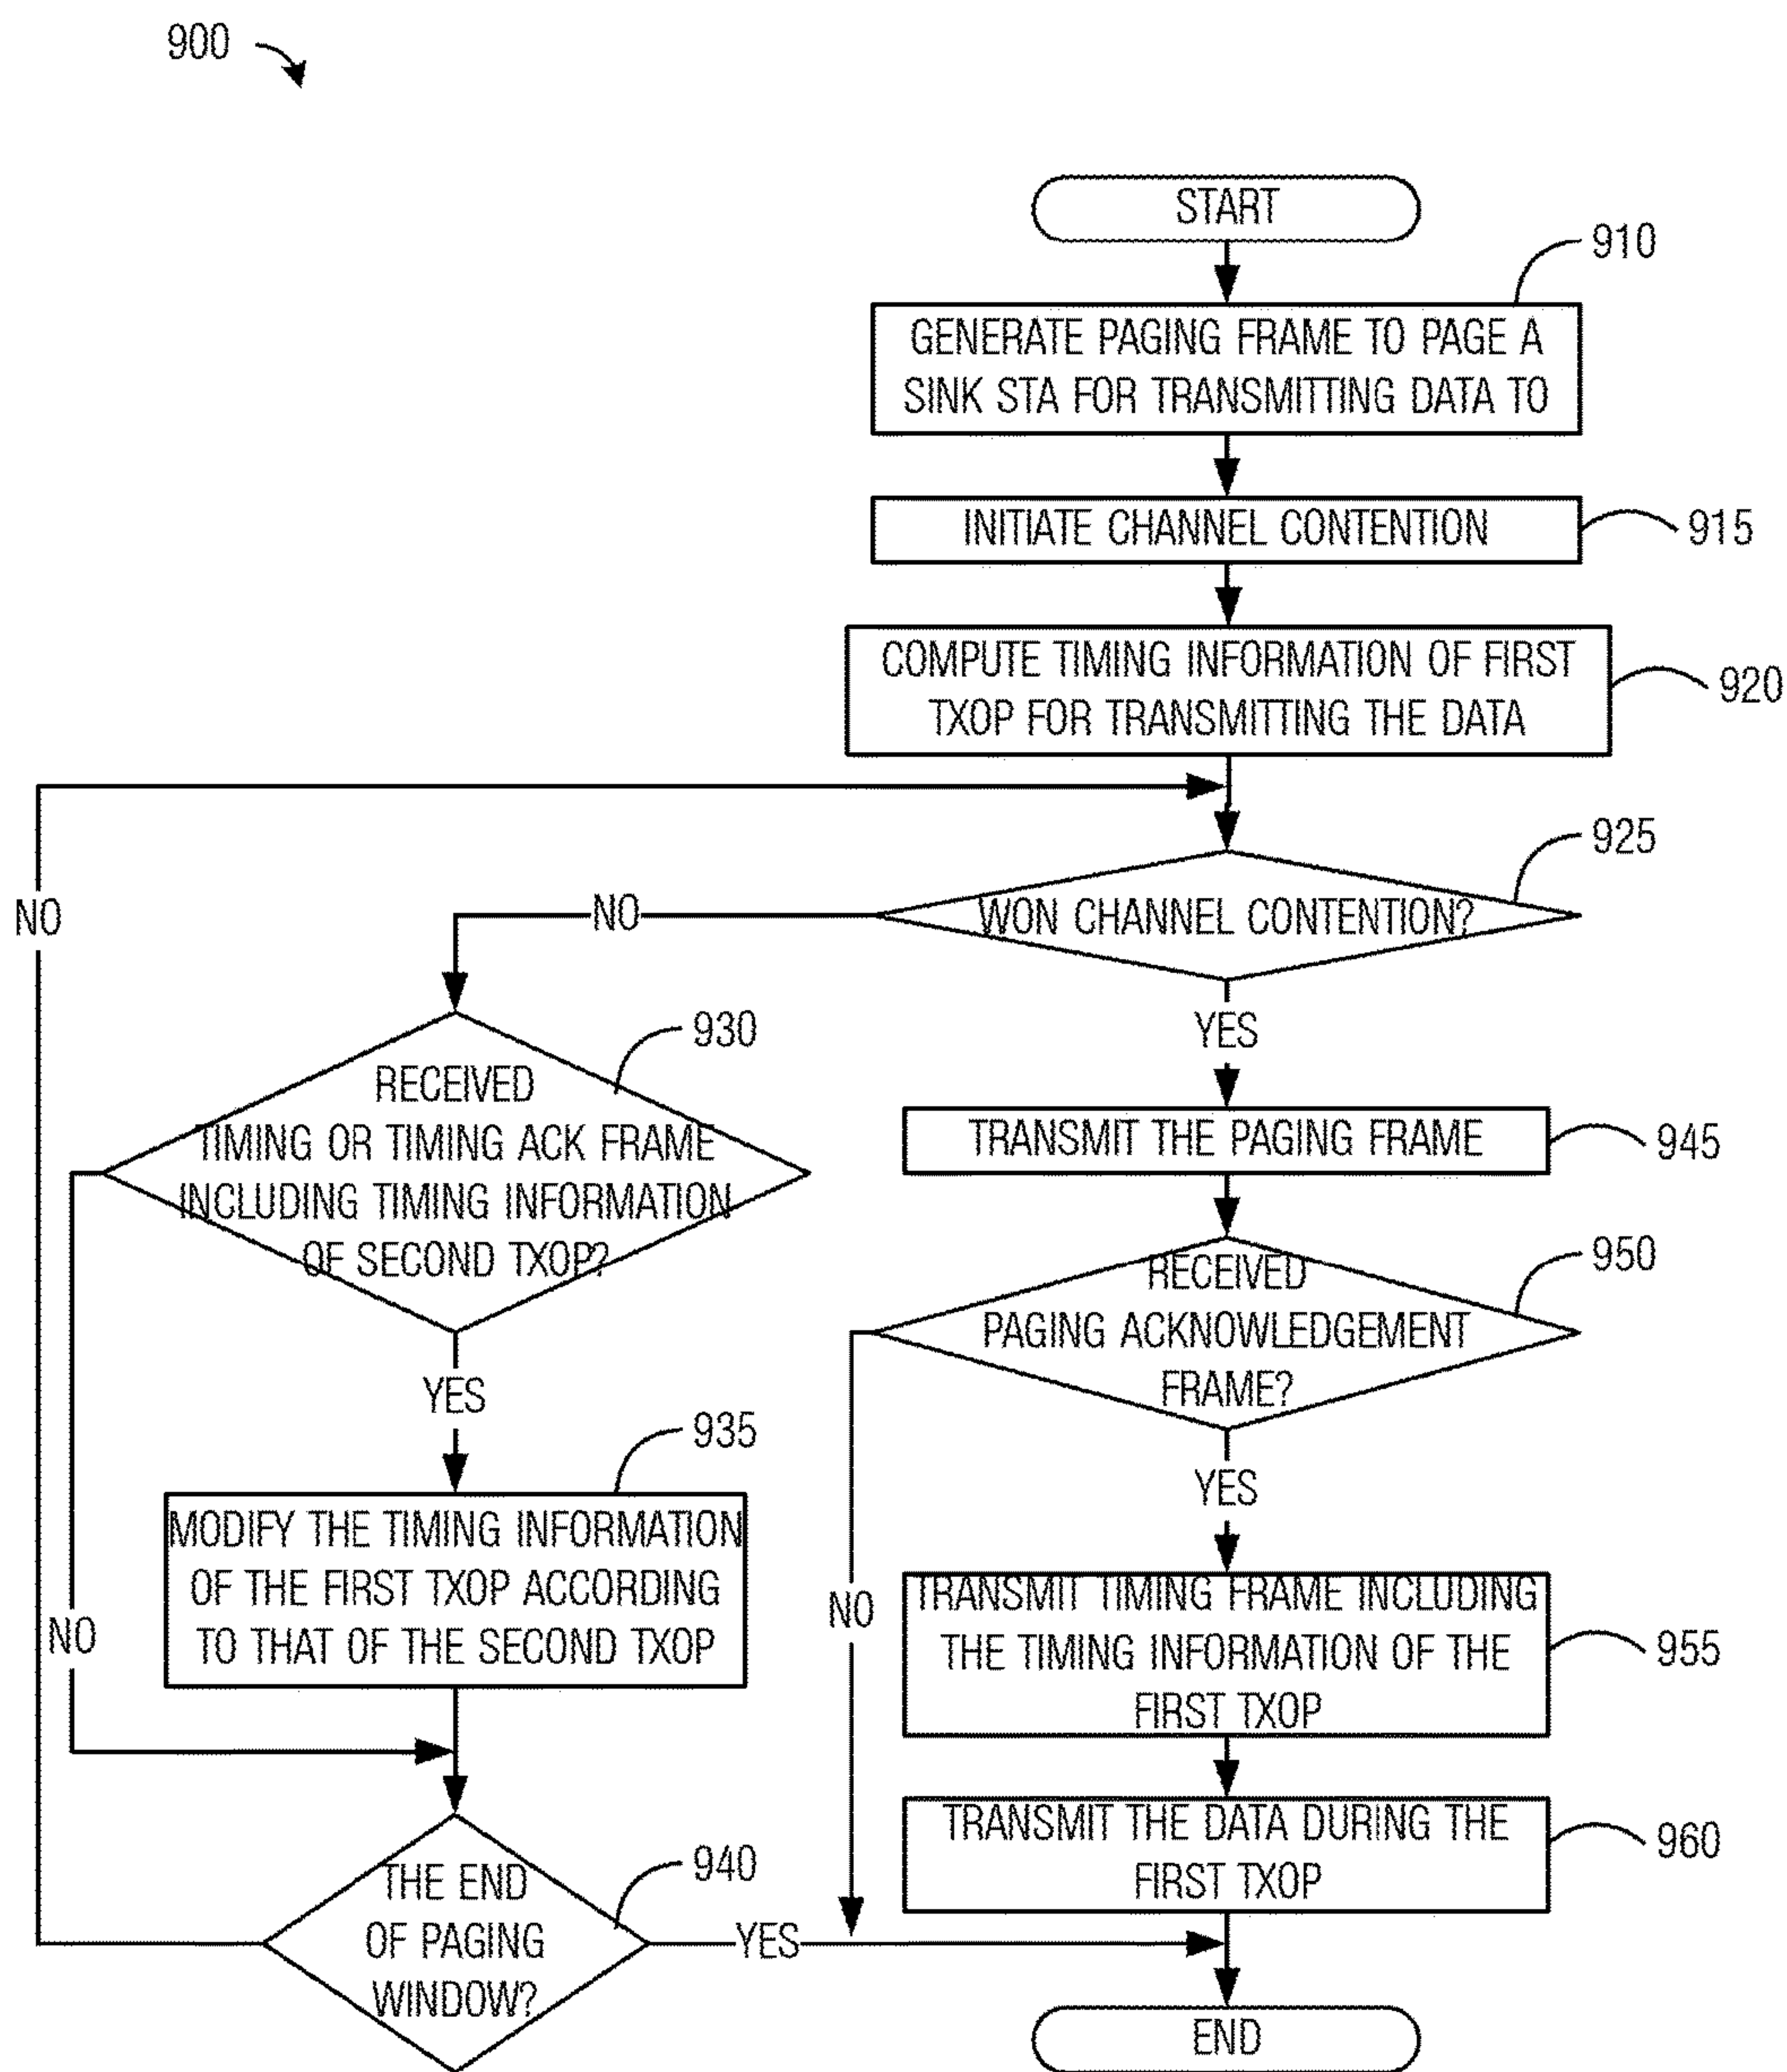 900
START
910
GENERATE PAGING FRAME TO PAGE A
SINK STA FOR TRANSMITTING DATA TO
INITIATE CHANNEL CONTENTION
915
COMPUTE TIMING INFORMATION OF FIRST
TXOP FOR TRANSMITTING THE DATA
920
925
WON CHANNEL CONTENTION?
NO
NO
YES
930
RECEIVED
TIMING OR TIMING ACK FRAME
INCLUDING TIMING INFORMATION
OF SECOND TXOP?
YES
NO
935
MODIFY THE TIMING INFORMATION
OF THE FIRST TXOP ACCORDING
TO THAT OF THE SECOND TXOP
940
THE END
OF PAGING
WINDOW?
YES
TRANSMIT THE PAGING FRAME
945
950
RECEIVED
PAGING ACKNOWLEDGEMENT
FRAME?
YES
NO
TRANSMIT TIMING FRAME INCLUDING
THE TIMING INFORMATION OF THE
FIRST TXOP
955
TRANSMIT THE DATA DURING THE
FIRST TXOP
960
END